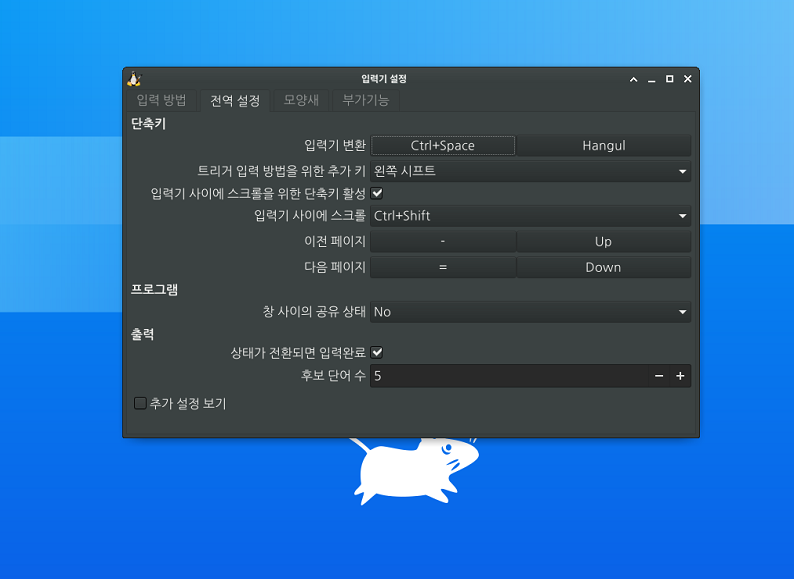 입력기 설정
입력 방법 전역 설정 모양새 부가기능
단축키
입력기 변환 Ctrl+Space Hangul
트리거 입력 방법을 위한 추가 키 왼쪽 시프트
입력기 사이에 스크롤을 위한 단축키 활성
입력기 사이에 스크롤 Ctrl+Shift
이전 페이지 - Up
다음 페이지 = Down
프로그램
창 사이의 공유 상태 No
출력
상태가 전환되면 입력완료
후보 단어 수 5
추가 설정 보기